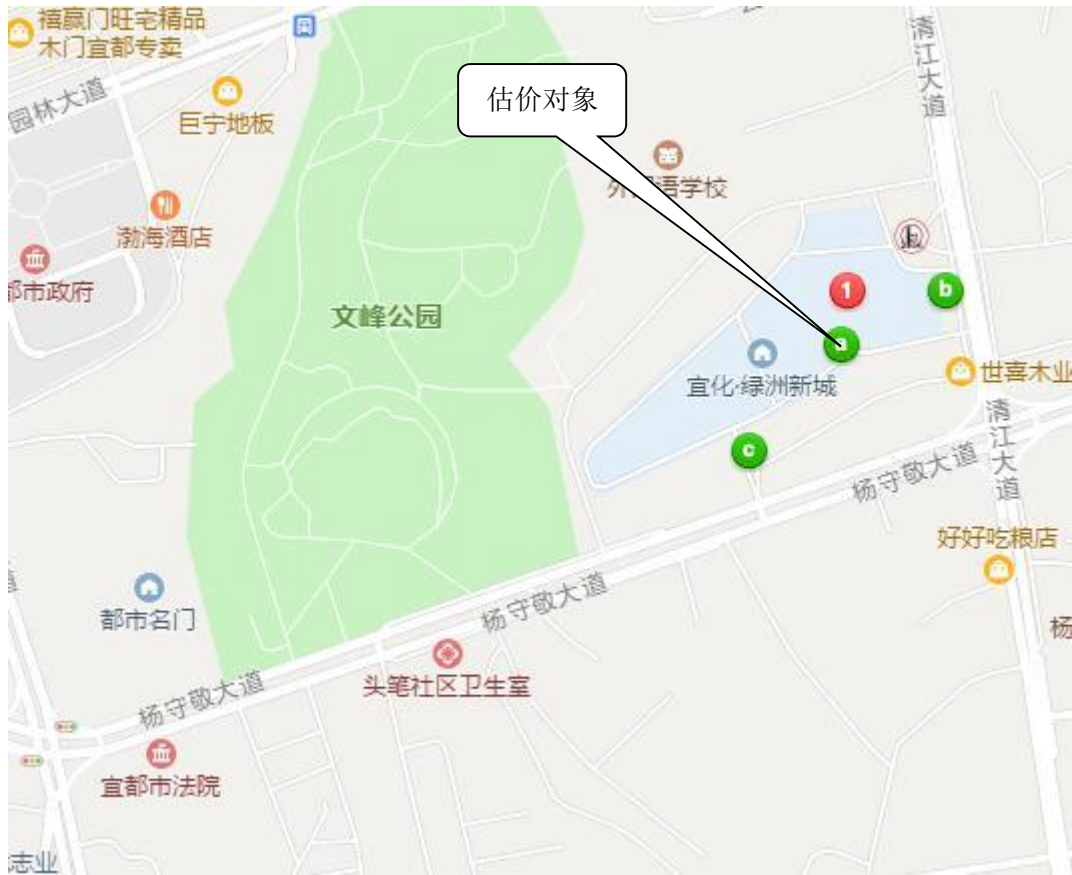 禧赢门旺宅精品
木门宜都专卖
清江大道
园林大道
巨宁地板
估价对象
外国语学校
渤海酒店
都市政府
文峰公园
1
b
a
宜化·绿洲新城
世喜木业
清江大道
c
杨守敬大道
好好吃粮店
都市名门
杨守敬大道
杨
头笔社区卫生室
杨守敬大道
宜都市法院
志业